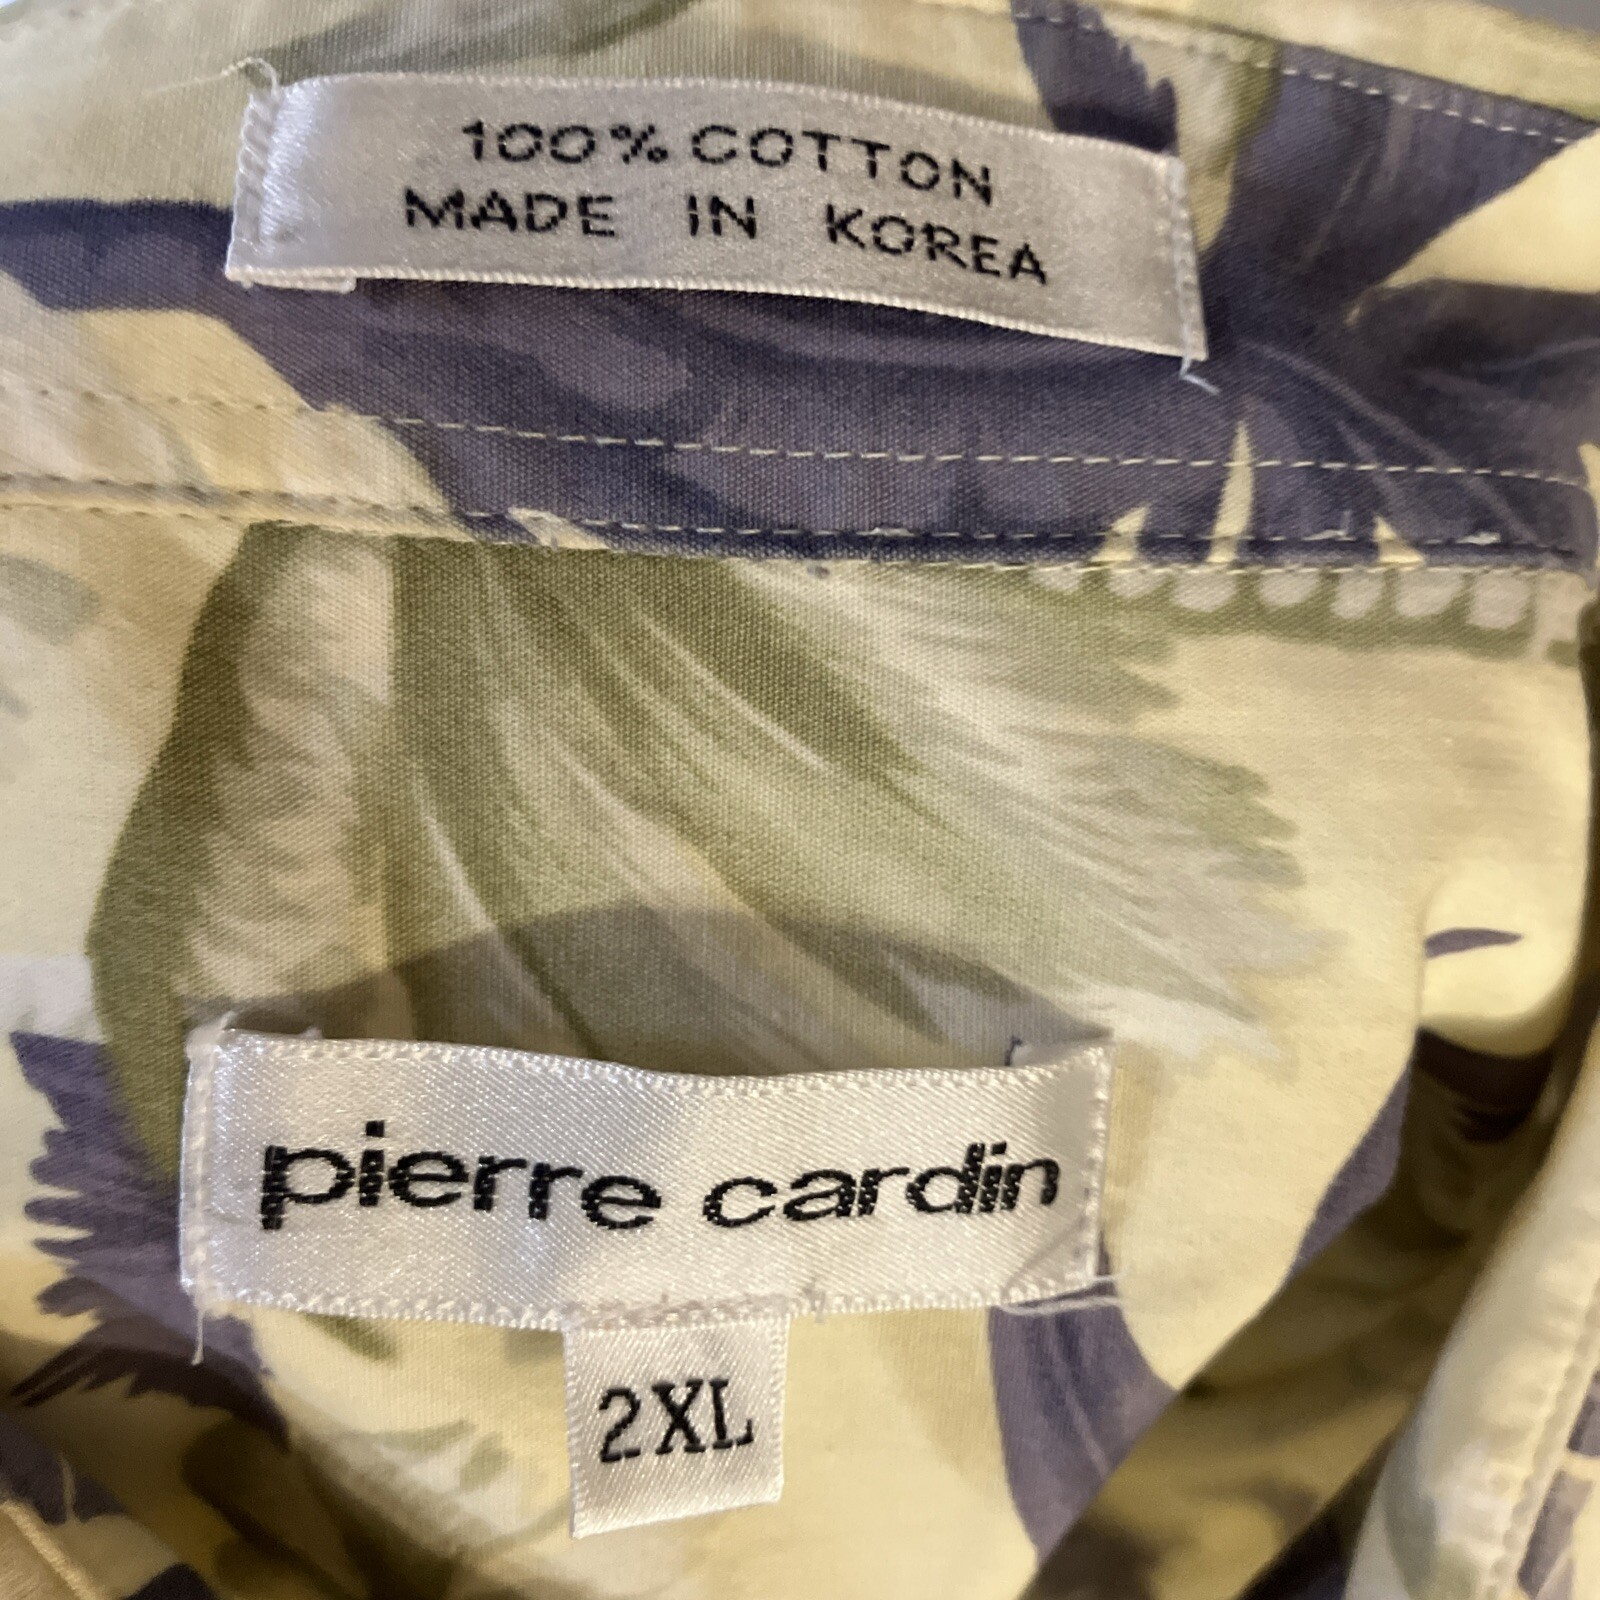 100% COTTON
MADE IN KOREA
pierre cardin
2XL